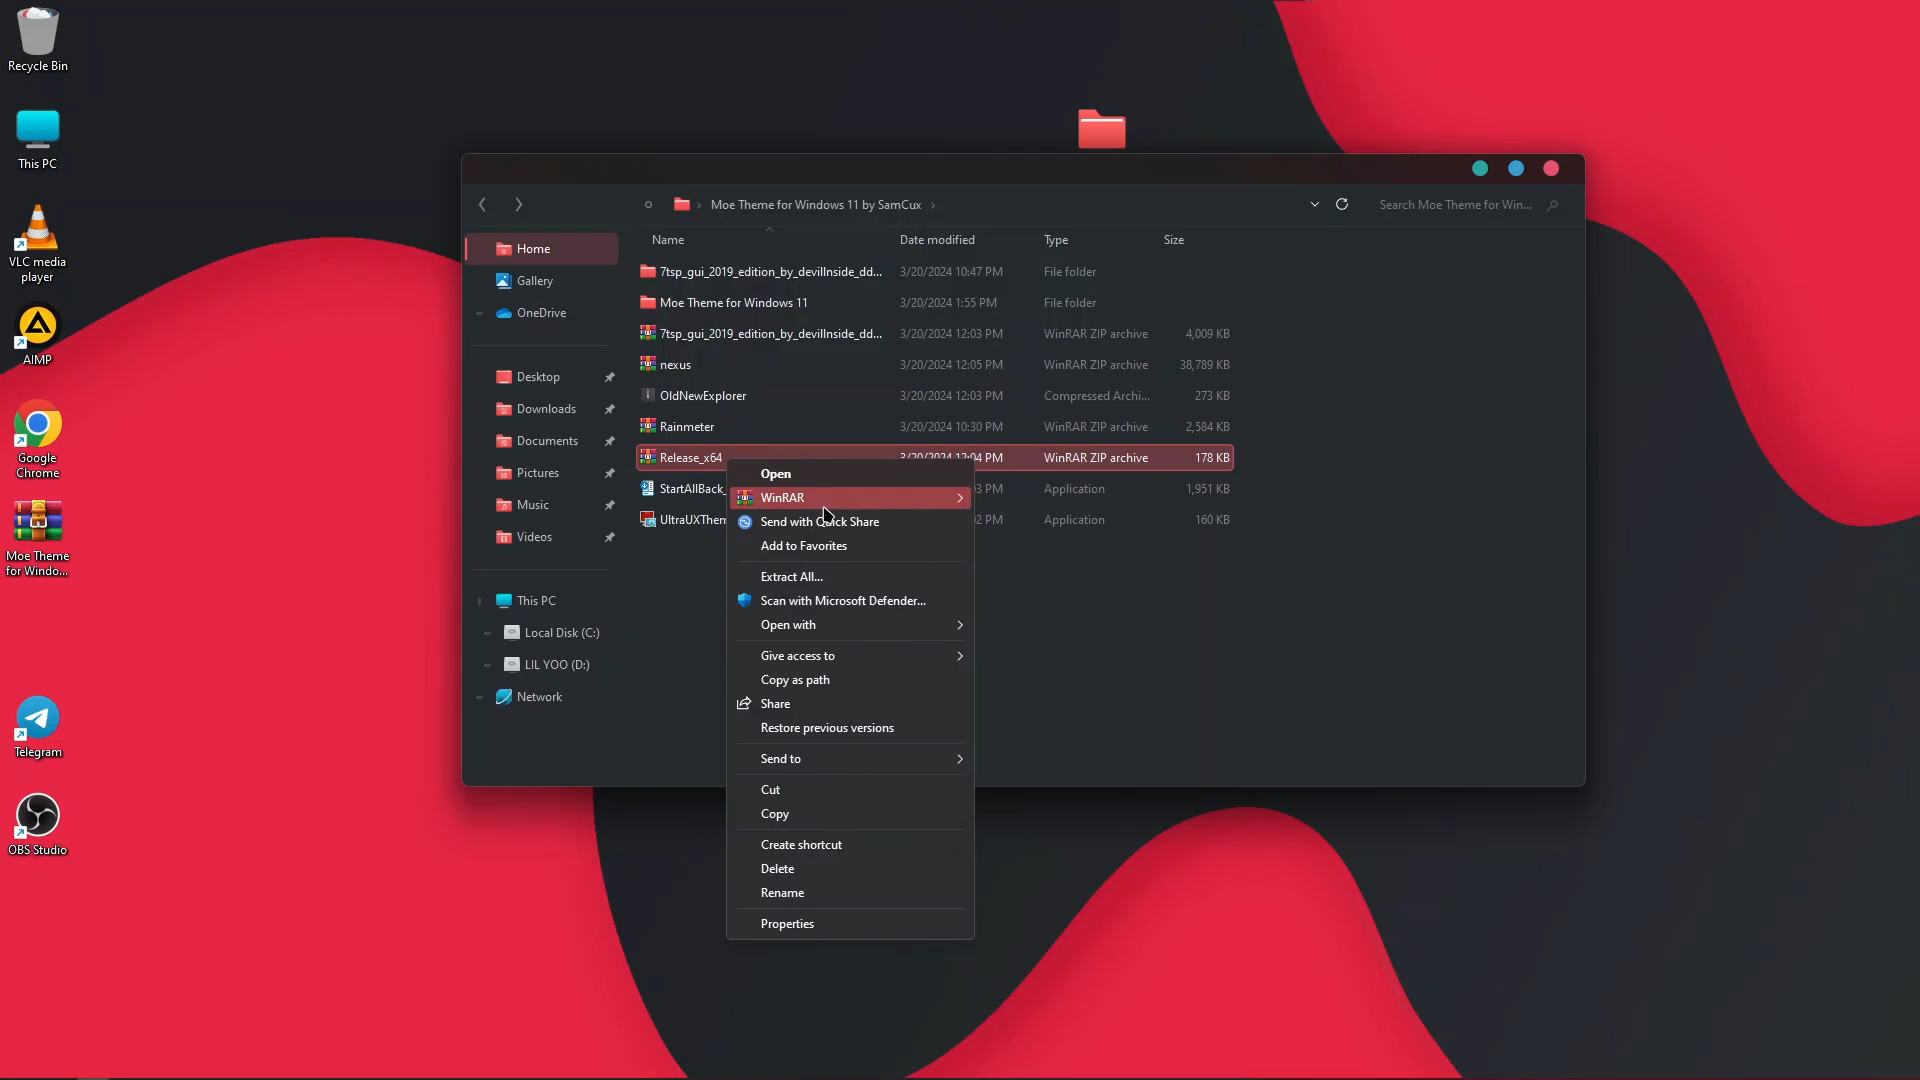 Recycle Bin
This PC
VLC media
player
AIMP
Google
Chrome
Moe Theme
for Windo...
Telegram
OBS Studio
Moe Theme for Windows 11 by SamCux
Search Moe Theme for Win...
Home
Gallery
OneDrive
Desktop
Downloads
Documents
Pictures
Music
Videos
This PC
Local Disk (C:)
LIL YOO (D:)
Network
Name Date modified Type Size
7tsp_gui_2019_edition_by_devillnside_dd... 3/20/2024 10:47 PM File folder
Moe Theme for Windows 11 3/20/2024 1:55 PM File folder
7tsp_gui_2019_edition_by_devillnside_dd... 3/20/2024 12:03 PM WinRAR ZIP archive 4,009 KB
nexus 3/20/2024 12:05 PM WinRAR ZIP archive 38,789 KB
OldNewExplorer 3/20/2024 12:03 PM Compressed Archi... 273 KB
Rainmeter 3/20/2024 10:30 PM WinRAR ZIP archive 2,584 KB
Release_x64 3/20/2024 12:04 PM WinRAR ZIP archive 178 KB
StartAllBack_ 3 PM Application 1,951 KB
UltraUXThem 2 PM Application 160 KB
Open
WinRAR
Send with Quick Share
Add to Favorites
Extract All...
Scan with Microsoft Defender...
Open with
Give access to
Copy as path
Share
Restore previous versions
Send to
Cut
Copy
Create shortcut
Delete
Rename
Properties